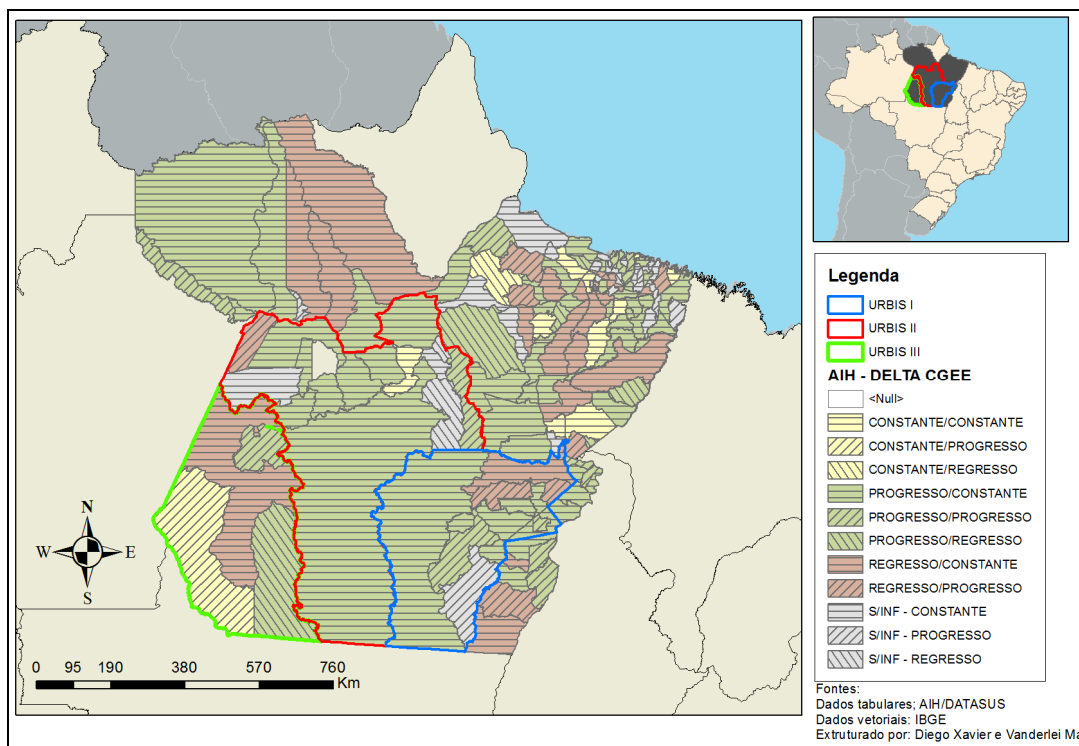 N
W E
S
0 95 190 380 570 760
Km
Legenda
URBIS I
URBIS II
URBIS III
AIH - DELTA CGEE
<Null>
CONSTANTE/CONSTANTE
CONSTANTE/PROGRESSO
CONSTANTE/REGRESSO
PROGRESSO/CONSTANTE
PROGRESSO/PROGRESSO
PROGRESSO/REGRESSO
REGRESSO/CONSTANTE
REGRESSO/PROGRESSO
S/INF - CONSTANTE
S/INF - PROGRESSO
S/INF - REGRESSO
Fontes:
Dados tabulares; AIH/DATASUS
Dados vetoriais: IBGE
Extruturado por: Diego Xavier e Vanderlei Ma